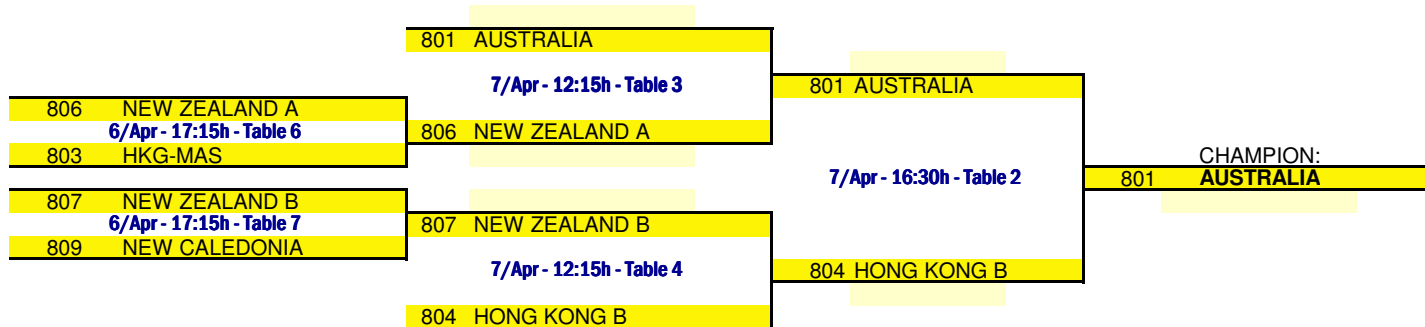 801 AUSTRALIA
7/Apr - 12:15h - Table 3
801 AUSTRALIA
806 NEW ZEALAND A
6/Apr - 17:15h - Table 6
806 NEW ZEALAND A
803 HKG-MAS
CHAMPION:
7/Apr - 16:30h - Table 2
801 AUSTRALIA
807 NEW ZEALAND B
6/Apr - 17:15h - Table 7
807 NEW ZEALAND B
809 NEW CALEDONIA
7/Apr - 12:15h - Table 4
804 HONG KONG B
804 HONG KONG B